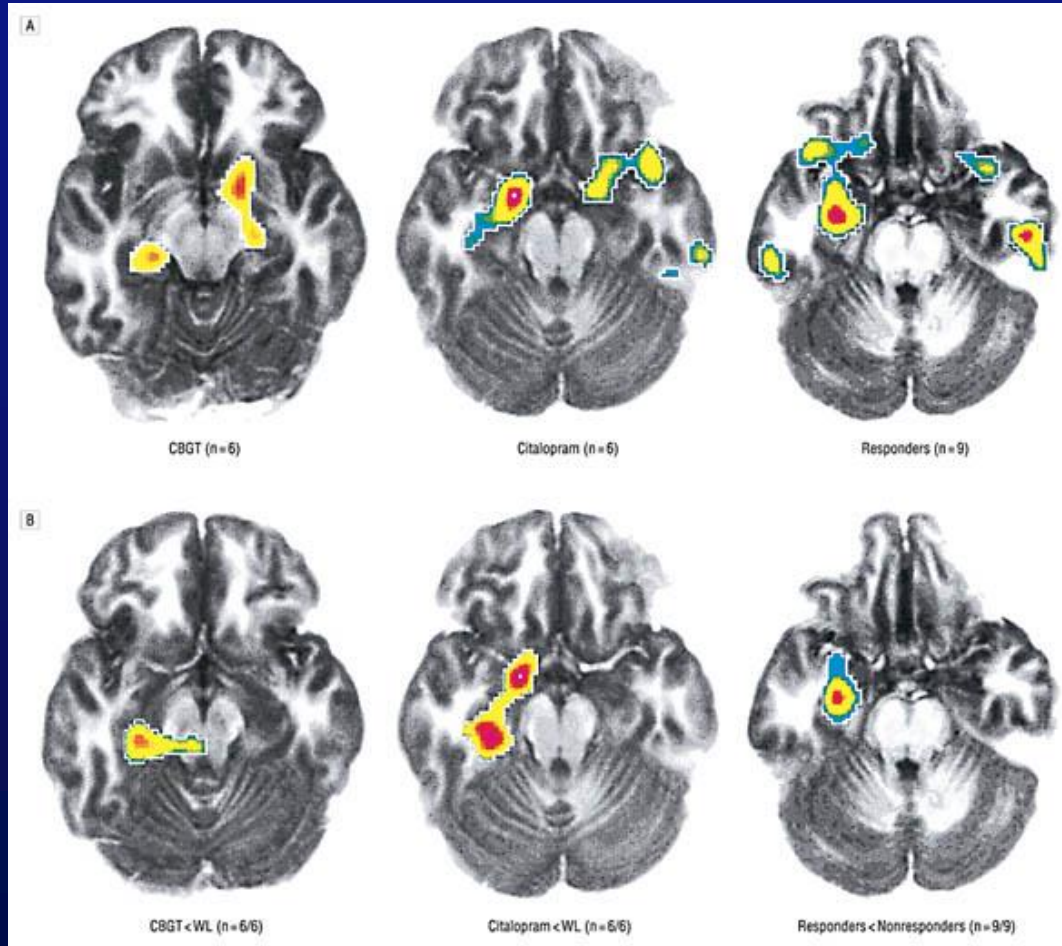 A
CBGT (n=6)
Citalopram (n=6)
Responders (n=9)
B
CBGT<WL (n=6/6)
Citalopram<WL (n=6/6)
Responders<Nonresponders (n=9/9)